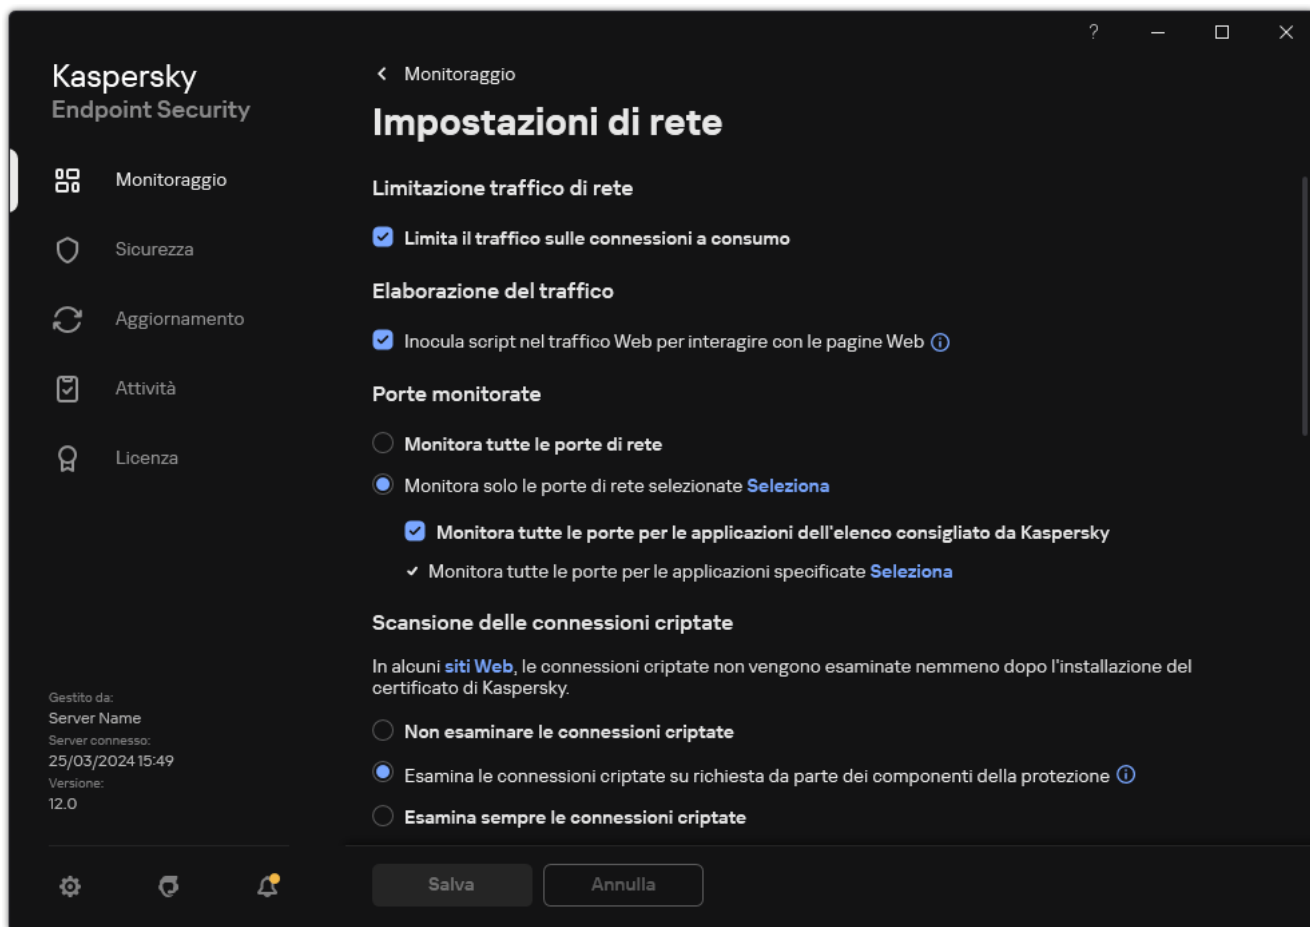 ?
Kaspersky
Endpoint Security
Monitoraggio
Sicurezza
Aggiornamento
Attività
Licenza
Gestito da:
Server Name
Server connesso:
25/03/2024 15:49
Versione:
12.0
Monitoraggio
Impostazioni di rete
Limitazione traffico di rete
Limita il traffico sulle connessioni a consumo
Elaborazione del traffico
Inocula script nel traffico Web per interagire con le pagine Web
Porte monitorate
Monitora tutte le porte di rete
Monitora solo le porte di rete selezionate Seleziona
Monitora tutte le porte per le applicazioni dell'elenco consigliato da Kaspersky
Monitora tutte le porte per le applicazioni specificate Seleziona
Scansione delle connessioni criptate
In alcuni siti Web, le connessioni criptate non vengono esaminate nemmeno dopo l'installazione del
certificato di Kaspersky.
Non esaminare le connessioni criptate
Esamina le connessioni criptate su richiesta da parte dei componenti della protezione
Esamina sempre le connessioni criptate
Salva
Annulla